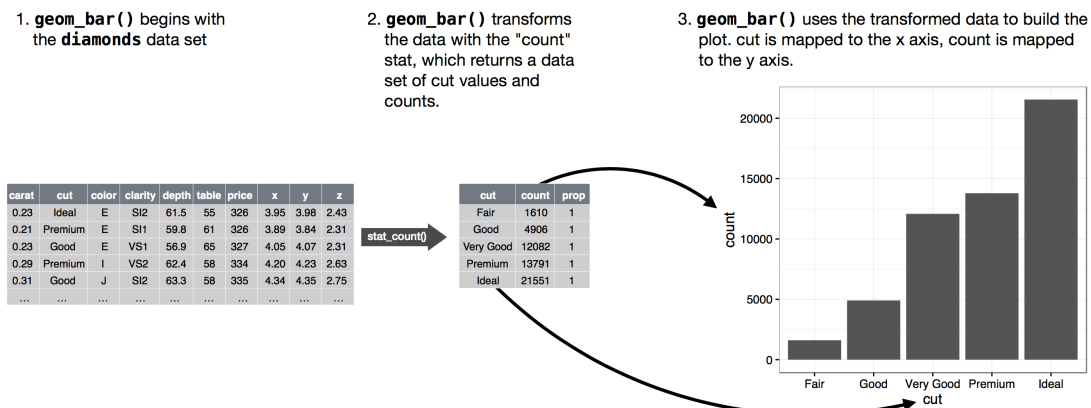 1. geom_bar() begins with
the diamonds data set
2. geom_bar() transforms
the data with the "count"
stat, which returns a data
set of cut values and
counts.
3. geom_bar() uses the transformed data to build the
plot. cut is mapped to the x axis, count is mapped
to the y axis.
carat cut color clarity depth table price x y z
0.23 Ideal E SI2 61.5 55 326 3.95 3.98 2.43
0.21 Premium E SI1 59.8 61 326 3.89 3.84 2.31
0.23 Good E VS1 56.9 65 327 4.05 4.07 2.31
0.29 Premium I VS2 62.4 58 334 4.20 4.23 2.63
0.31 Good J SI2 63.3 58 335 4.34 4.35 2.75
... ... ... ... ... ... ... ... ... ...
stat_count()
cut count prop
Fair 1610 1
Good 4906 1
Very Good 12082 1
Premium 13791 1
Ideal 21551 1
count
20000
15000
10000
5000
0
Fair Good Very Good Premium Ideal
cut